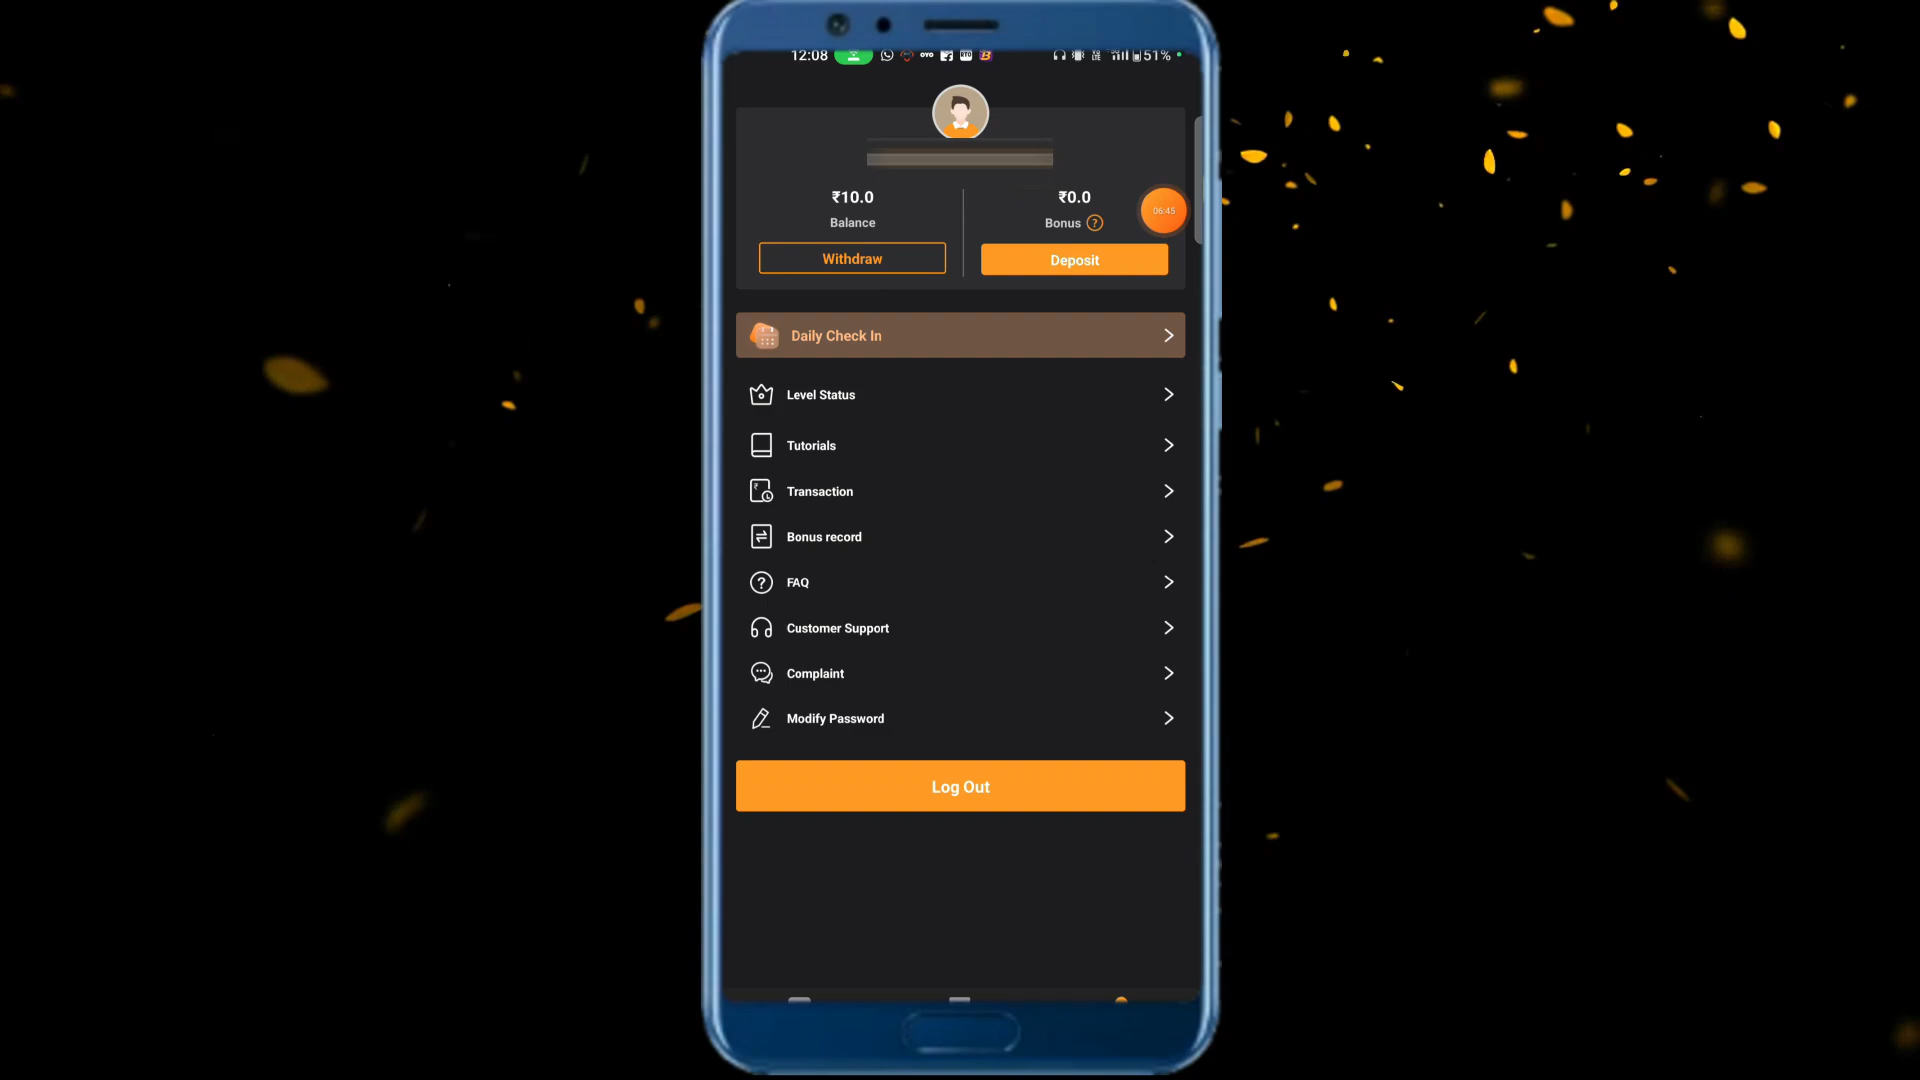 12:08 51%
₹10.0 ₹0.0
06:45
Balance Bonus ?
Withdraw Deposit
Daily Check In
Level Status
Tutorials
Transaction
Bonus record
FAQ
Customer Support
Complaint
Modify Password
Log Out